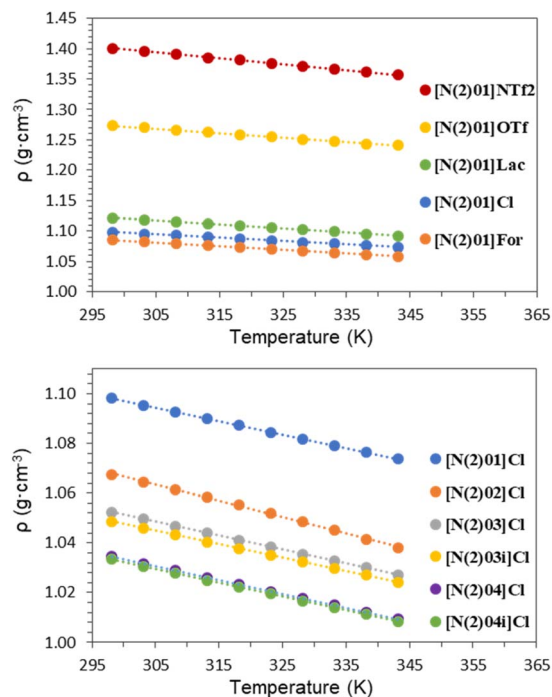 1.45
1.40
1.35
1.30
1.25
1.20
1.15
1.10
1.05
1.00
ρ (g·cm-3)
295 305 315 325 335 345 355 365
Temperature (K)
[N(2)01]NTf2
[N(2)01]OTf
[N(2)01]Lac
[N(2)01]Cl
[N(2)01]For
1.10
1.08
1.06
1.04
1.02
1.00
ρ (g·cm-3)
295 305 315 325 335 345 355 365
Temperature (K)
[N(2)01]Cl
[N(2)02]Cl
[N(2)03]Cl
[N(2)03i]Cl
[N(2)04]Cl
[N(2)04i]Cl